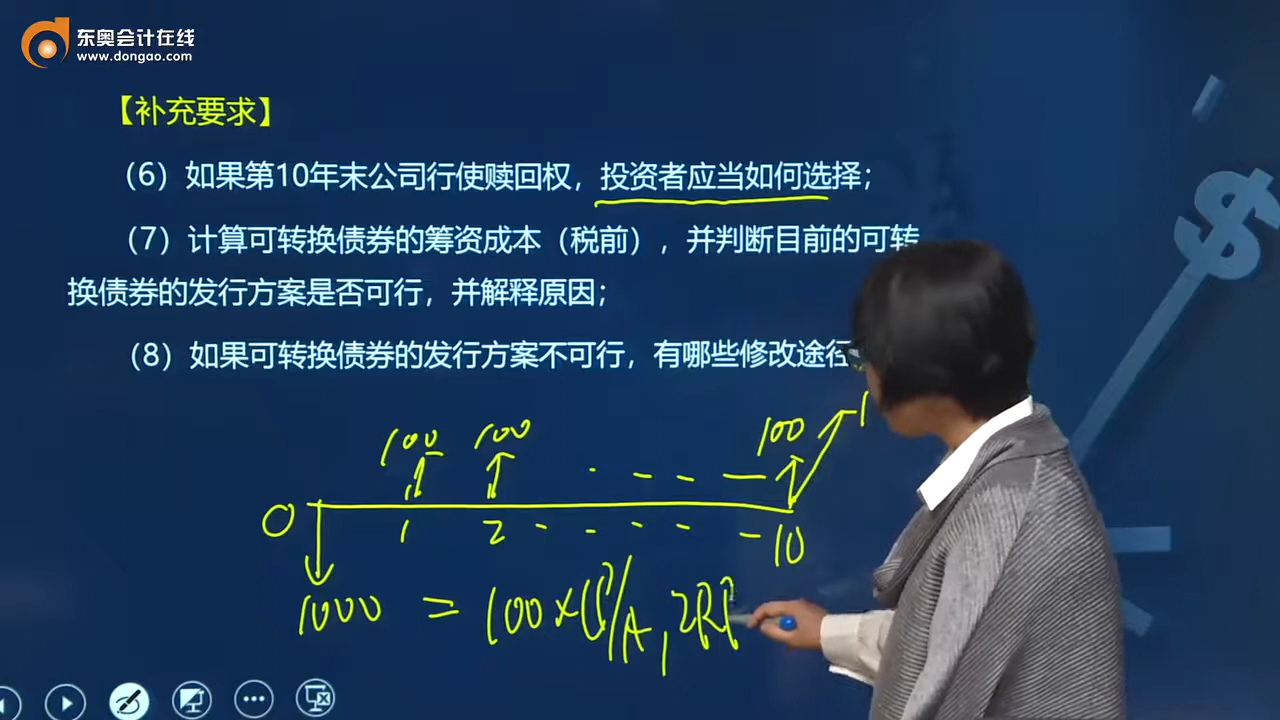 东奥会计在线
www.dongao.com
【补充要求】
（6）如果第10年末公司行使赎回权，投资者应当如何选择；
（7）计算可转换债券的筹资成本（税前），并判断目前的可转
换债券的发行方案是否可行，并解释原因；
（8）如果可转换债券的发行方案不可行，有哪些修改途径
100 100 100 1
0 1 2 10
1000 = 100×(P/A,